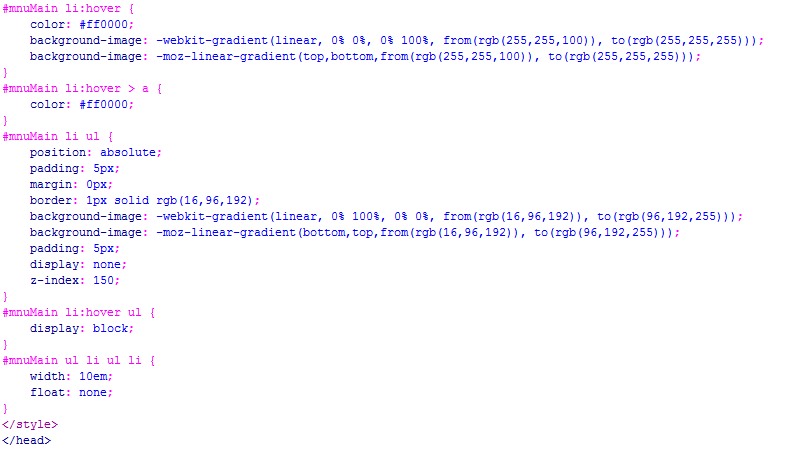 #mnuMain li:hover {
    color: #ff0000;
    background-image: -webkit-gradient(linear, 0% 0%, 0% 100%, from(rgb(255,255,100)), to(rgb(255,255,255)));
    background-image: -moz-linear-gradient(top,bottom,from(rgb(255,255,100)), to(rgb(255,255,255)));
}
#mnuMain li:hover > a {
    color: #ff0000;
}
#mnuMain li ul {
    position: absolute;
    padding: 5px;
    margin: 0px;
    border: 1px solid rgb(16,96,192);
    background-image: -webkit-gradient(linear, 0% 100%, 0% 0%, from(rgb(16,96,192)), to(rgb(96,192,255)));
    background-image: -moz-linear-gradient(bottom,top,from(rgb(16,96,192)), to(rgb(96,192,255)));
    padding: 5px;
    display: none;
    z-index: 150;
}
#mnuMain li:hover ul {
    display: block;
}
#mnuMain ul li ul li {
    width: 10em;
    float: none;
}
</style>
</head>